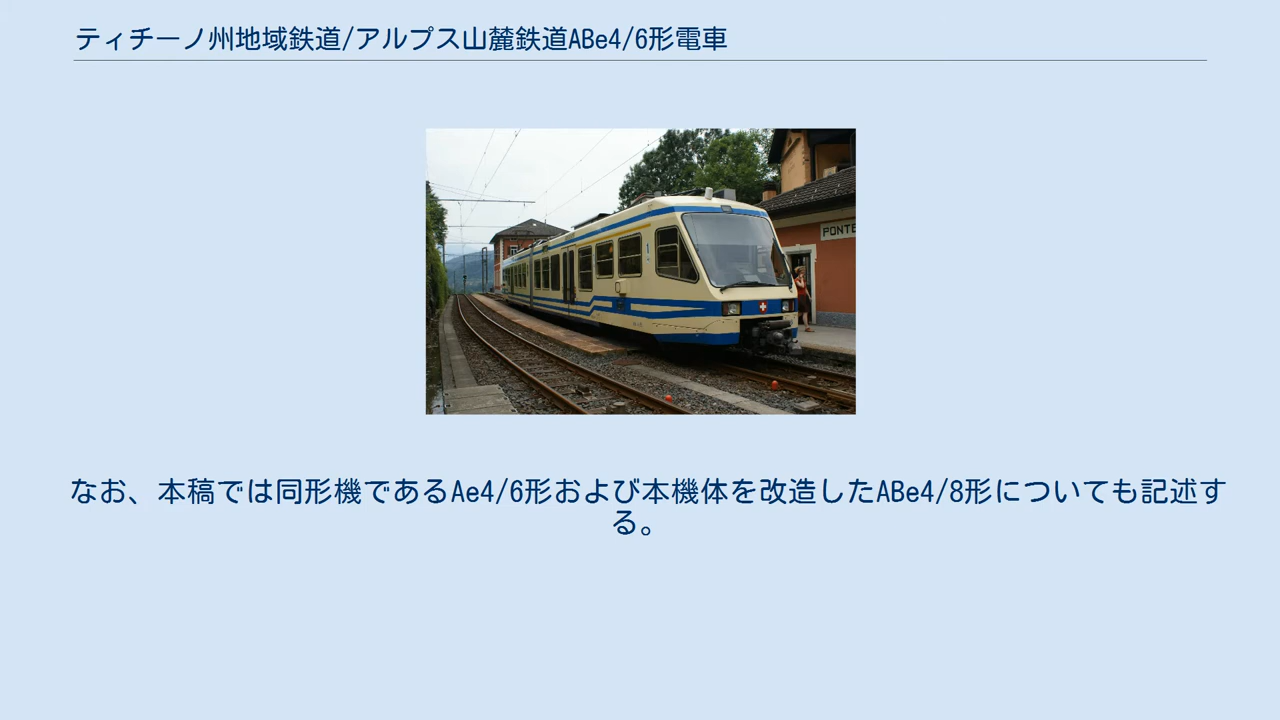 ティチーノ州地域鉄道/アルプス山麓鉄道ABe4/6形電車
PONTE
なお、本稿では同形機であるAe4/6形および本機体を改造したABe4/8形についても記述す
る。